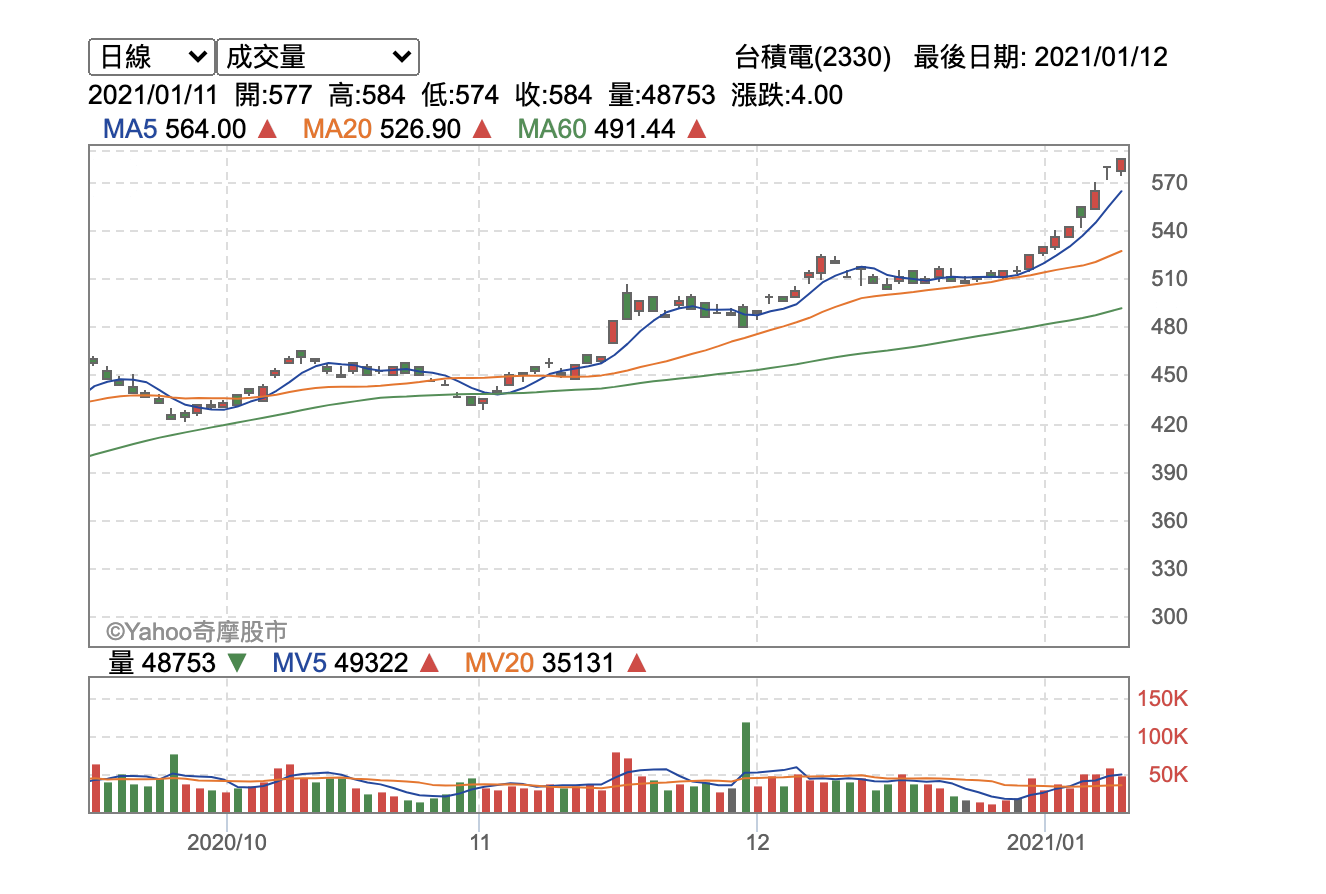 日線 成交量 台積電(2330) 最後日期: 2021/01/12
2021/01/11 開:577 高:584 低:574 收:584 量:48753 漲跌:4.00
MA5 564.00 ▲ MA20 526.90 ▲ MA60 491.44 ▲
570
540
510
480
450
420
390
360
330
300
©Yahoo奇摩股市
量 48753 ▼ MV5 49322 ▲ MV20 35131 ▲
150K
100K
50K
2020/10 11 12 2021/01